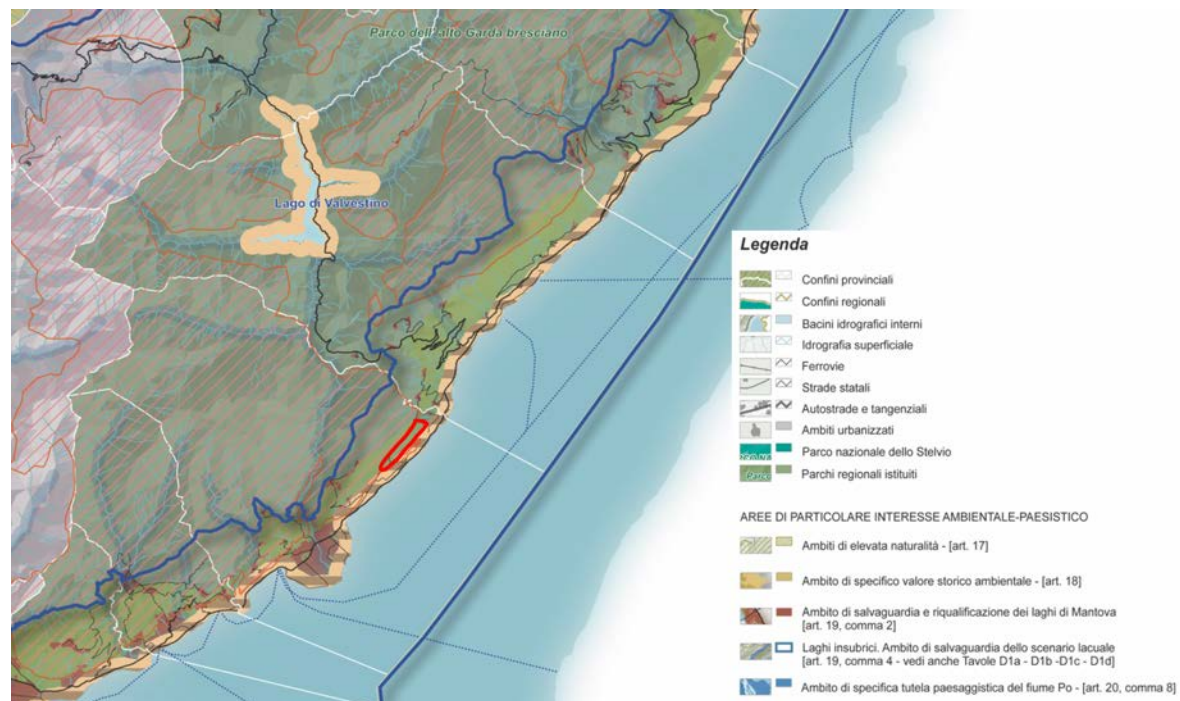 Parco dell'alto Garda bresciano
Lago di Valvestino
Legenda
Confini provinciali
Confini regionali
Bacini idrografici interni
Idrografia superficiale
Ferrovie
Strade statali
Autostrade e tangenziali
Ambiti urbanizzati
Parco nazionale dello Stelvio
Parco
Parchi regionali istituiti
AREE DI PARTICOLARE INTERESSE AMBIENTALE-PAESISTICO
Ambiti di elevata naturalità - [art. 17]
Ambito di specifico valore storico ambientale - [art. 18]
Ambito di salvaguardia e riqualificazione dei laghi di Mantova
[art. 19, comma 2]
Laghi insubrici. Ambito di salvaguardia dello scenario lacuale
[art. 19, comma 4 - vedi anche Tavole D1a - D1b -D1c - D1d]
Ambito di specifica tutela paesaggistica del fiume Po - [art. 20, comma 8]